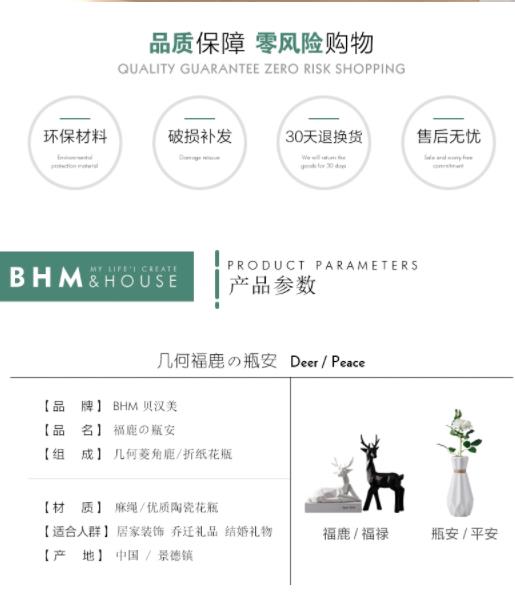 品质保障 零风险购物
QUALITY GUARANTEE ZERO RISK SHOPPING
环保材料
Environmental
protection material
破损补发
Damage reissue
30天退换货
We will return the
goods for 30 days
售后无忧
Safe and worry free
commitment
BHM MY LIFE'I CREATE
&HOUSE
PRODUCT PARAMETERS
产品参数
几何福鹿の瓶安 Deer / Peace
【品 牌】 BHM 贝汉美
【品 名】 福鹿の瓶安
【组 成】 几何菱角鹿/折纸花瓶
【材 质】 麻绳/优质陶瓷花瓶
【适合人群】 居家装饰 乔迁礼品 结婚礼物
【产 地】 中国 / 景德镇
福鹿 / 福禄
瓶安 / 平安